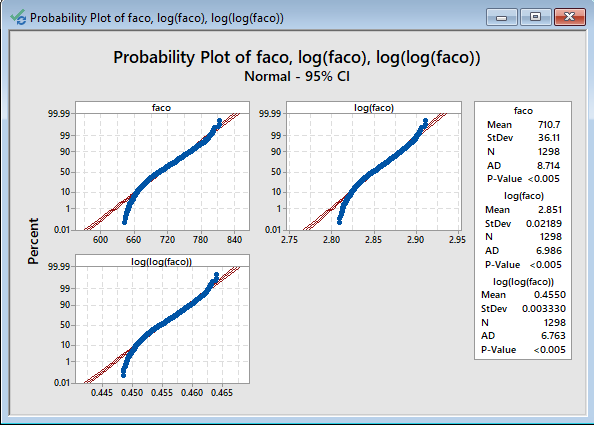 Probability Plot of faco, log(faco), log(log(faco))
Probability Plot of faco, log(faco), log(log(faco))
Normal - 95% CI
Percent
faco
99.99
99
90
50
10
1
0.01
600 660 720 780 840
log(faco)
99.99
99
90
50
10
1
0.01
2.75 2.80 2.85 2.90 2.95
log(log(faco))
99.99
99
90
50
10
1
0.01
0.445 0.450 0.455 0.460 0.465
faco
Mean 710.7
StDev 36.11
N 1298
AD 8.714
P-Value <0.005
log(faco)
Mean 2.851
StDev 0.02189
N 1298
AD 6.986
P-Value <0.005
log(log(faco))
Mean 0.4550
StDev 0.003330
N 1298
AD 6.763
P-Value <0.005